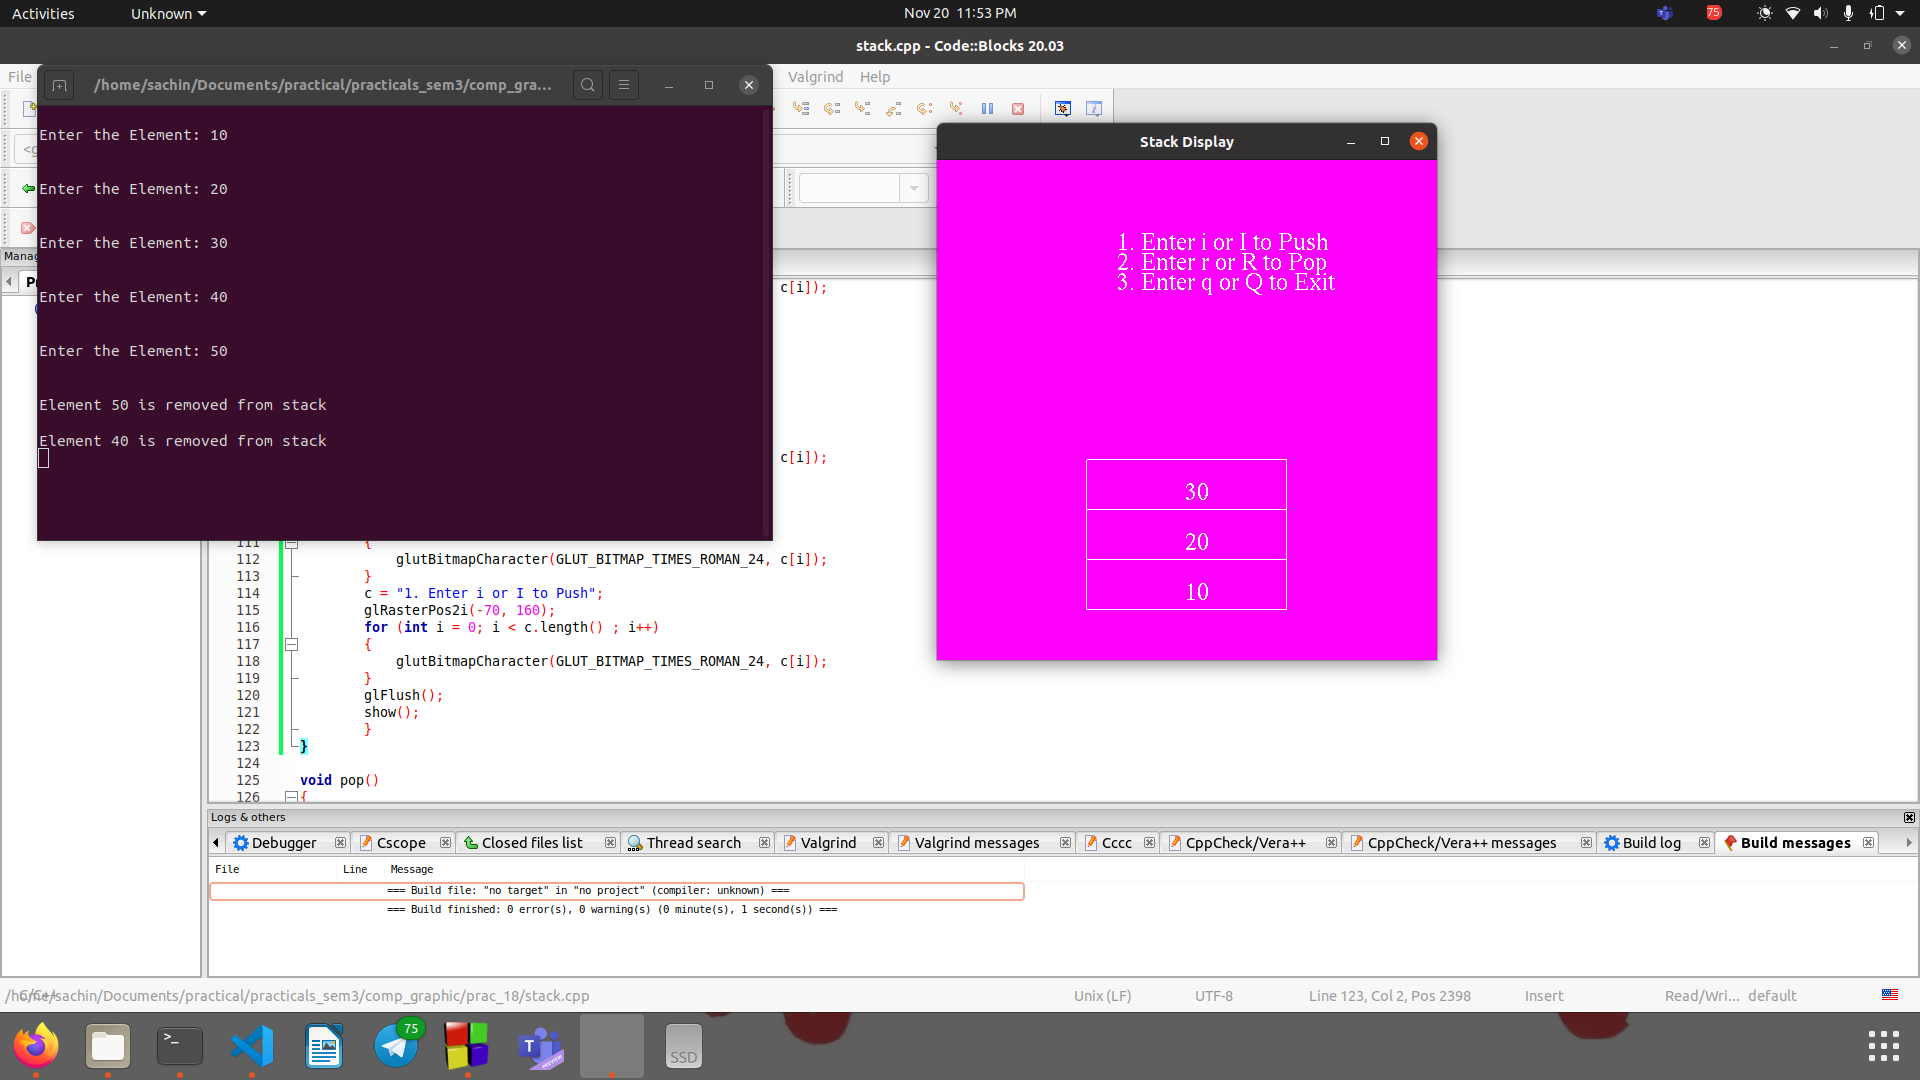 Activities
Unknown
Nov 20 11:53 PM
75
stack.cpp - Code::Blocks 20.03
File
Valgrind
Help
/home/sachin/Documents/practical/practicals_sem3/comp_gra...
Enter the Element: 10
Enter the Element: 20
Enter the Element: 30
Enter the Element: 40
Enter the Element: 50
Element 50 is removed from stack
Element 40 is removed from stack
Stack Display
1. Enter i or I to Push
2. Enter r or R to Pop
3. Enter q or Q to Exit
30
20
10
Manag
c[i]);
c[i]);
111 {
112 glutBitmapCharacter(GLUT_BITMAP_TIMES_ROMAN_24, c[i]);
113 }
114 c = "1. Enter i or I to Push";
115 glRasterPos2i(-70, 160);
116 for (int i = 0; i < c.length() ; i++)
117 {
118 glutBitmapCharacter(GLUT_BITMAP_TIMES_ROMAN_24, c[i]);
119 }
120 glFlush();
121 show();
122 }
123 }
124
125 void pop()
126 {
Logs & others
Debugger
Cscope
Closed files list
Thread search
Valgrind
Valgrind messages
Cccc
CppCheck/Vera++
CppCheck/Vera++ messages
Build log
Build messages
File Line Message
=== Build file: "no target" in "no project" (compiler: unknown) ===
=== Build finished: 0 error(s), 0 warning(s) (0 minute(s), 1 second(s)) ===
/home/sachin/Documents/practical/practicals_sem3/comp_graphic/prac_18/stack.cpp
C/C++
Unix (LF)
UTF-8
Line 123, Col 2, Pos 2398
Insert
Read/Wri...
default
75
SSD